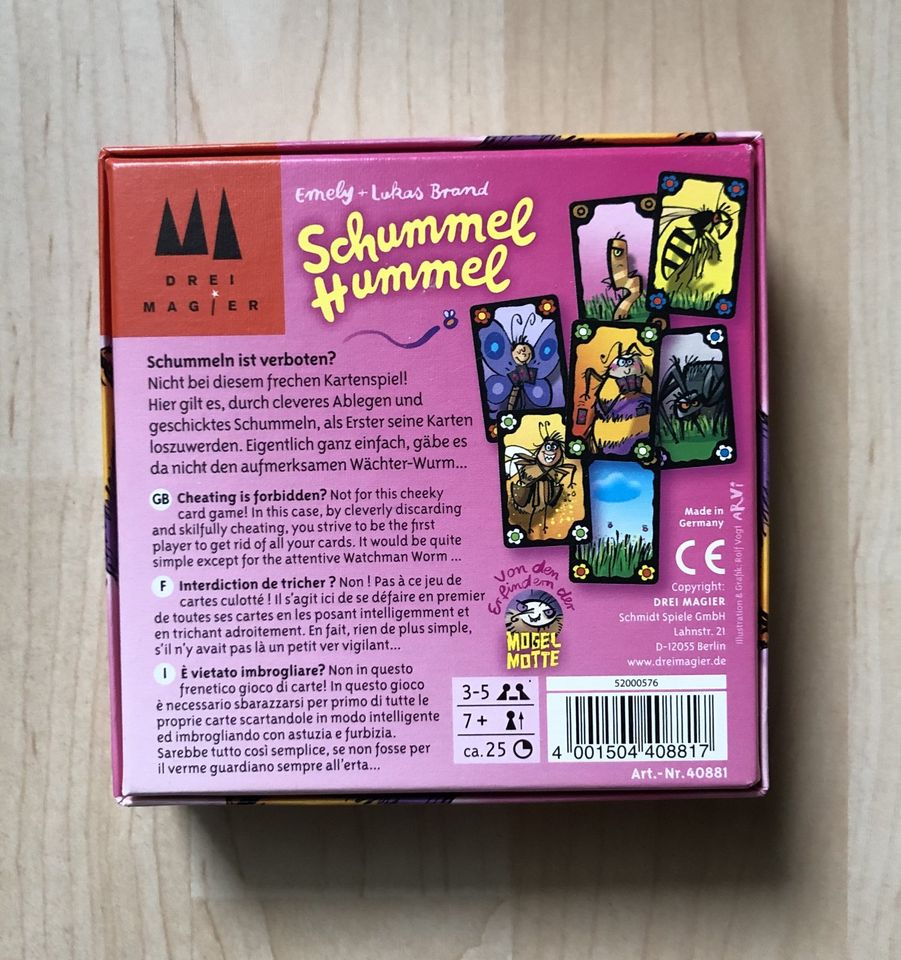 DREI
MAGIER
Emely + Lukas Brand
Schummel
Hummel
Schummeln ist verboten?
Nicht bei diesem frechen Kartenspiel!
Hier gilt es, durch cleveres Ablegen und
geschicktes Schummeln, als Erster seine Karten
loszuwerden. Eigentlich ganz einfach, gäbe es
da nicht den aufmerksamen Wächter-Wurm...
GB Cheating is forbidden? Not for this cheeky
card game! In this case, by cleverly discarding
and skilfully cheating, you strive to be the first
player to get rid of all your cards. It would be quite
simple except for the attentive Watchman Worm ...
F Interdiction de tricher ? Non ! Pas à ce jeu de
cartes culotté ! Il s'agit ici de se défaire en premier
de toutes ses cartes en les posant intelligemment et
en trichant adroitement. En fait, rien de plus simple,
s'il n'y avait pas là un petit ver vigilant...
I È vietato imbrogliare? Non in questo
frenetico gioco di carte! In questo gioco
è necessario sbarazzarsi per primo di tutte le
proprie carte scartandole in modo intelligente
ed imbrogliando con astuzia e furbizia.
Sarebbe tutto così semplice, se non fosse per
il verme guardiano sempre all'erta...
Von den
Erfindern der
MOGEL
MOTTE
3-5
7+
ca. 25
Made in
Germany
CE
Copyright:
DREI MAGIER
Schmidt Spiele GmbH
Lahnstr. 21
D-12055 Berlin
www.dreimagier.de
Illustration & Grafik: Rolf Vogt ARVi
52000576
4 001504 408817
Art.-Nr. 40881